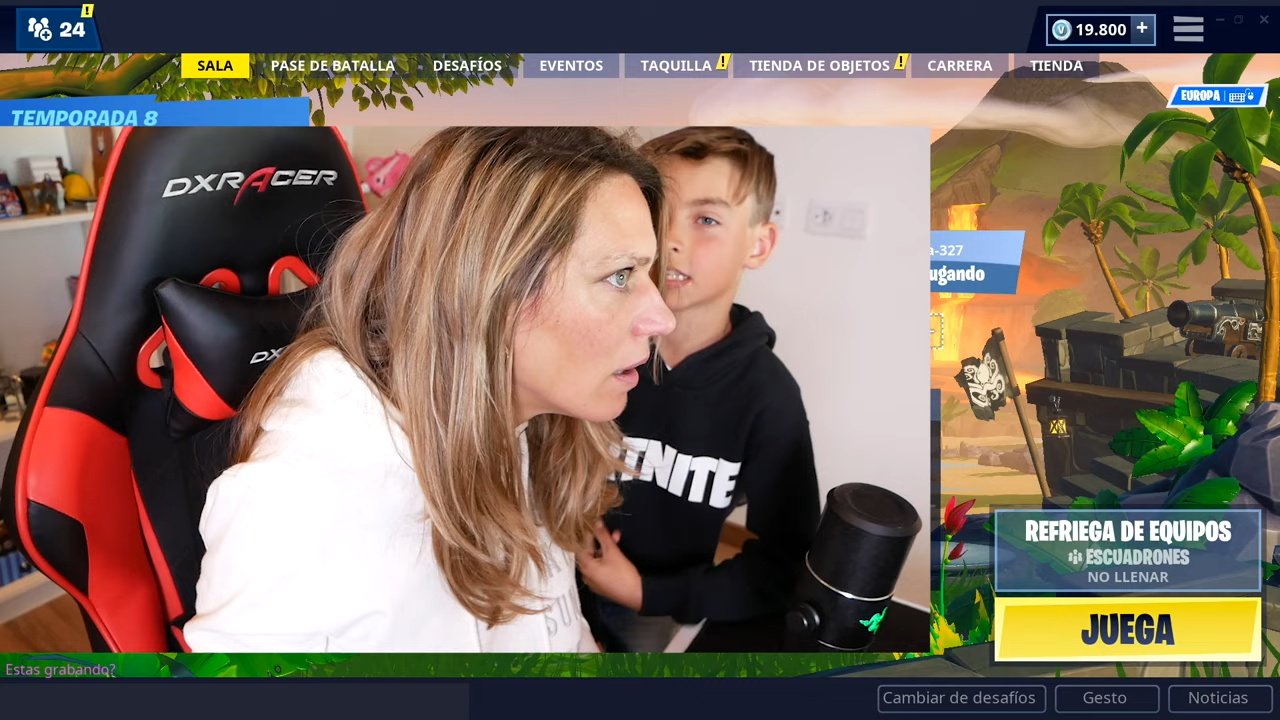 24
19.800 +
SALA PASE DE BATALLA DESAFÍOS EVENTOS TAQUILLA TIENDA DE OBJETOS CARRERA TIENDA
EUROPA
TEMPORADA 8
DXRACER
a-327
ugando
DX
TNITE
REFRIEGA DE EQUIPOS
ESCUADRONES
NO LLENAR
JUEGA
Estas grabando?
Cambiar de desafíos Gesto Noticias